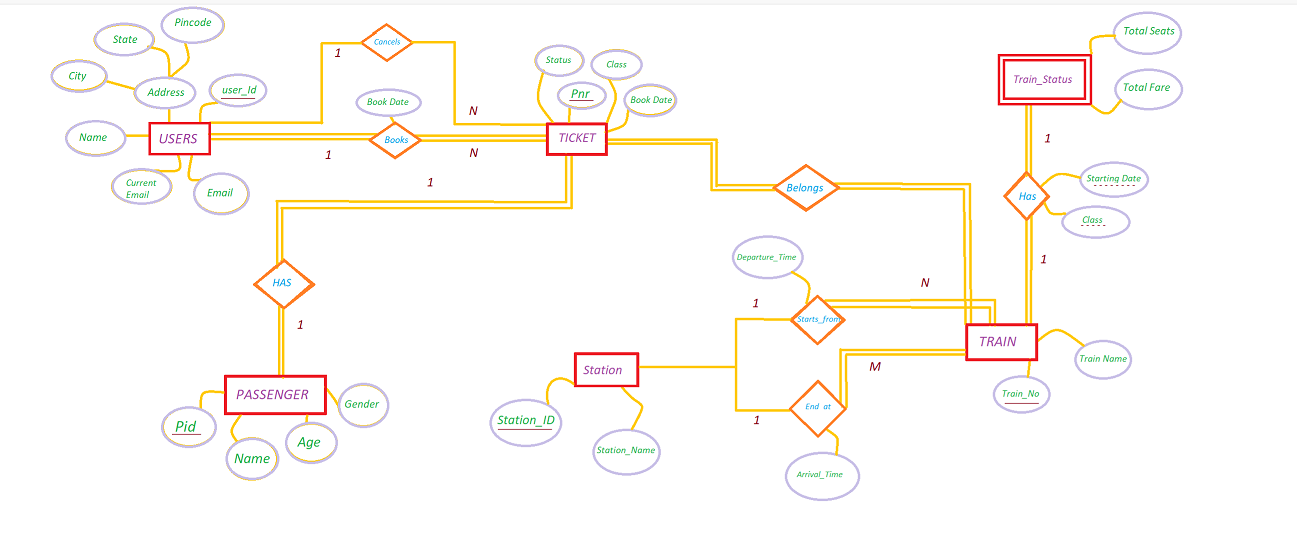 Pincode
State
City
Address
user_Id
Name
USERS
Current
Email
Email
1
Cancels
N
Book Date
Books
1
N
1
Status
Class
Pnr
Book Date
TICKET
Belongs
Total Seats
Train_Status
Total Fare
1
Has
Starting Date
Class
1
HAS
1
PASSENGER
Pid
Name
Age
Gender
Departure_Time
1
Starts_from
N
TRAIN
Train Name
Train_No
M
Station
Station_ID
Station_Name
End at
1
Arrival_Time